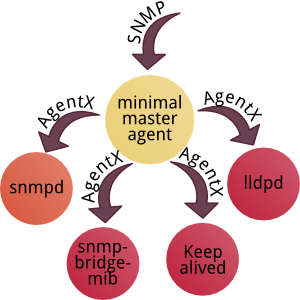 SNMP
minimal
master
agent
AgentX
AgentX
AgentX
AgentX
snmpd
lldpd
snmp-
bridge-
mib
Keep
alived